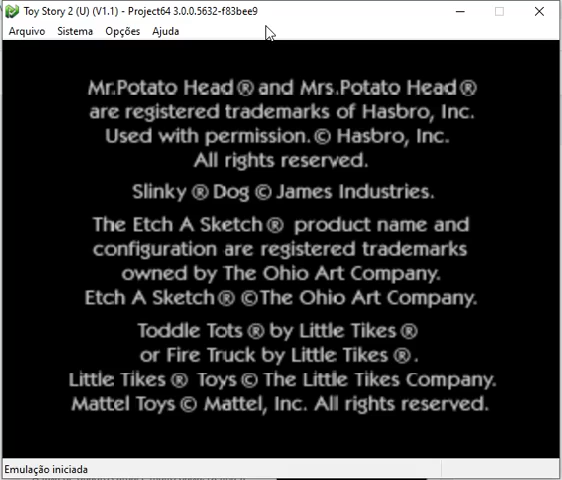 Toy Story 2 (U) (V1.1) - Project64 3.0.0.5632-f83bee9
Arquivo Sistema Opções Ajuda
Mr.Potato Head ® and Mrs.Potato Head ®
are registered trademarks of Hasbro, Inc.
Used with permission. © Hasbro, Inc.
All rights reserved.
Slinky ® Dog © James Industries.
The Etch A Sketch ® product name and
configuration are registered trademarks
owned by The Ohio Art Company.
Etch A Sketch ® © The Ohio Art Company.
Toddle Tots ® by Little Tikes ®
or Fire Truck by Little Tikes ® .
Little Tikes ® Toys © The Little Tikes Company.
Mattel Toys © Mattel, Inc. All rights reserved.
Emulação iniciada